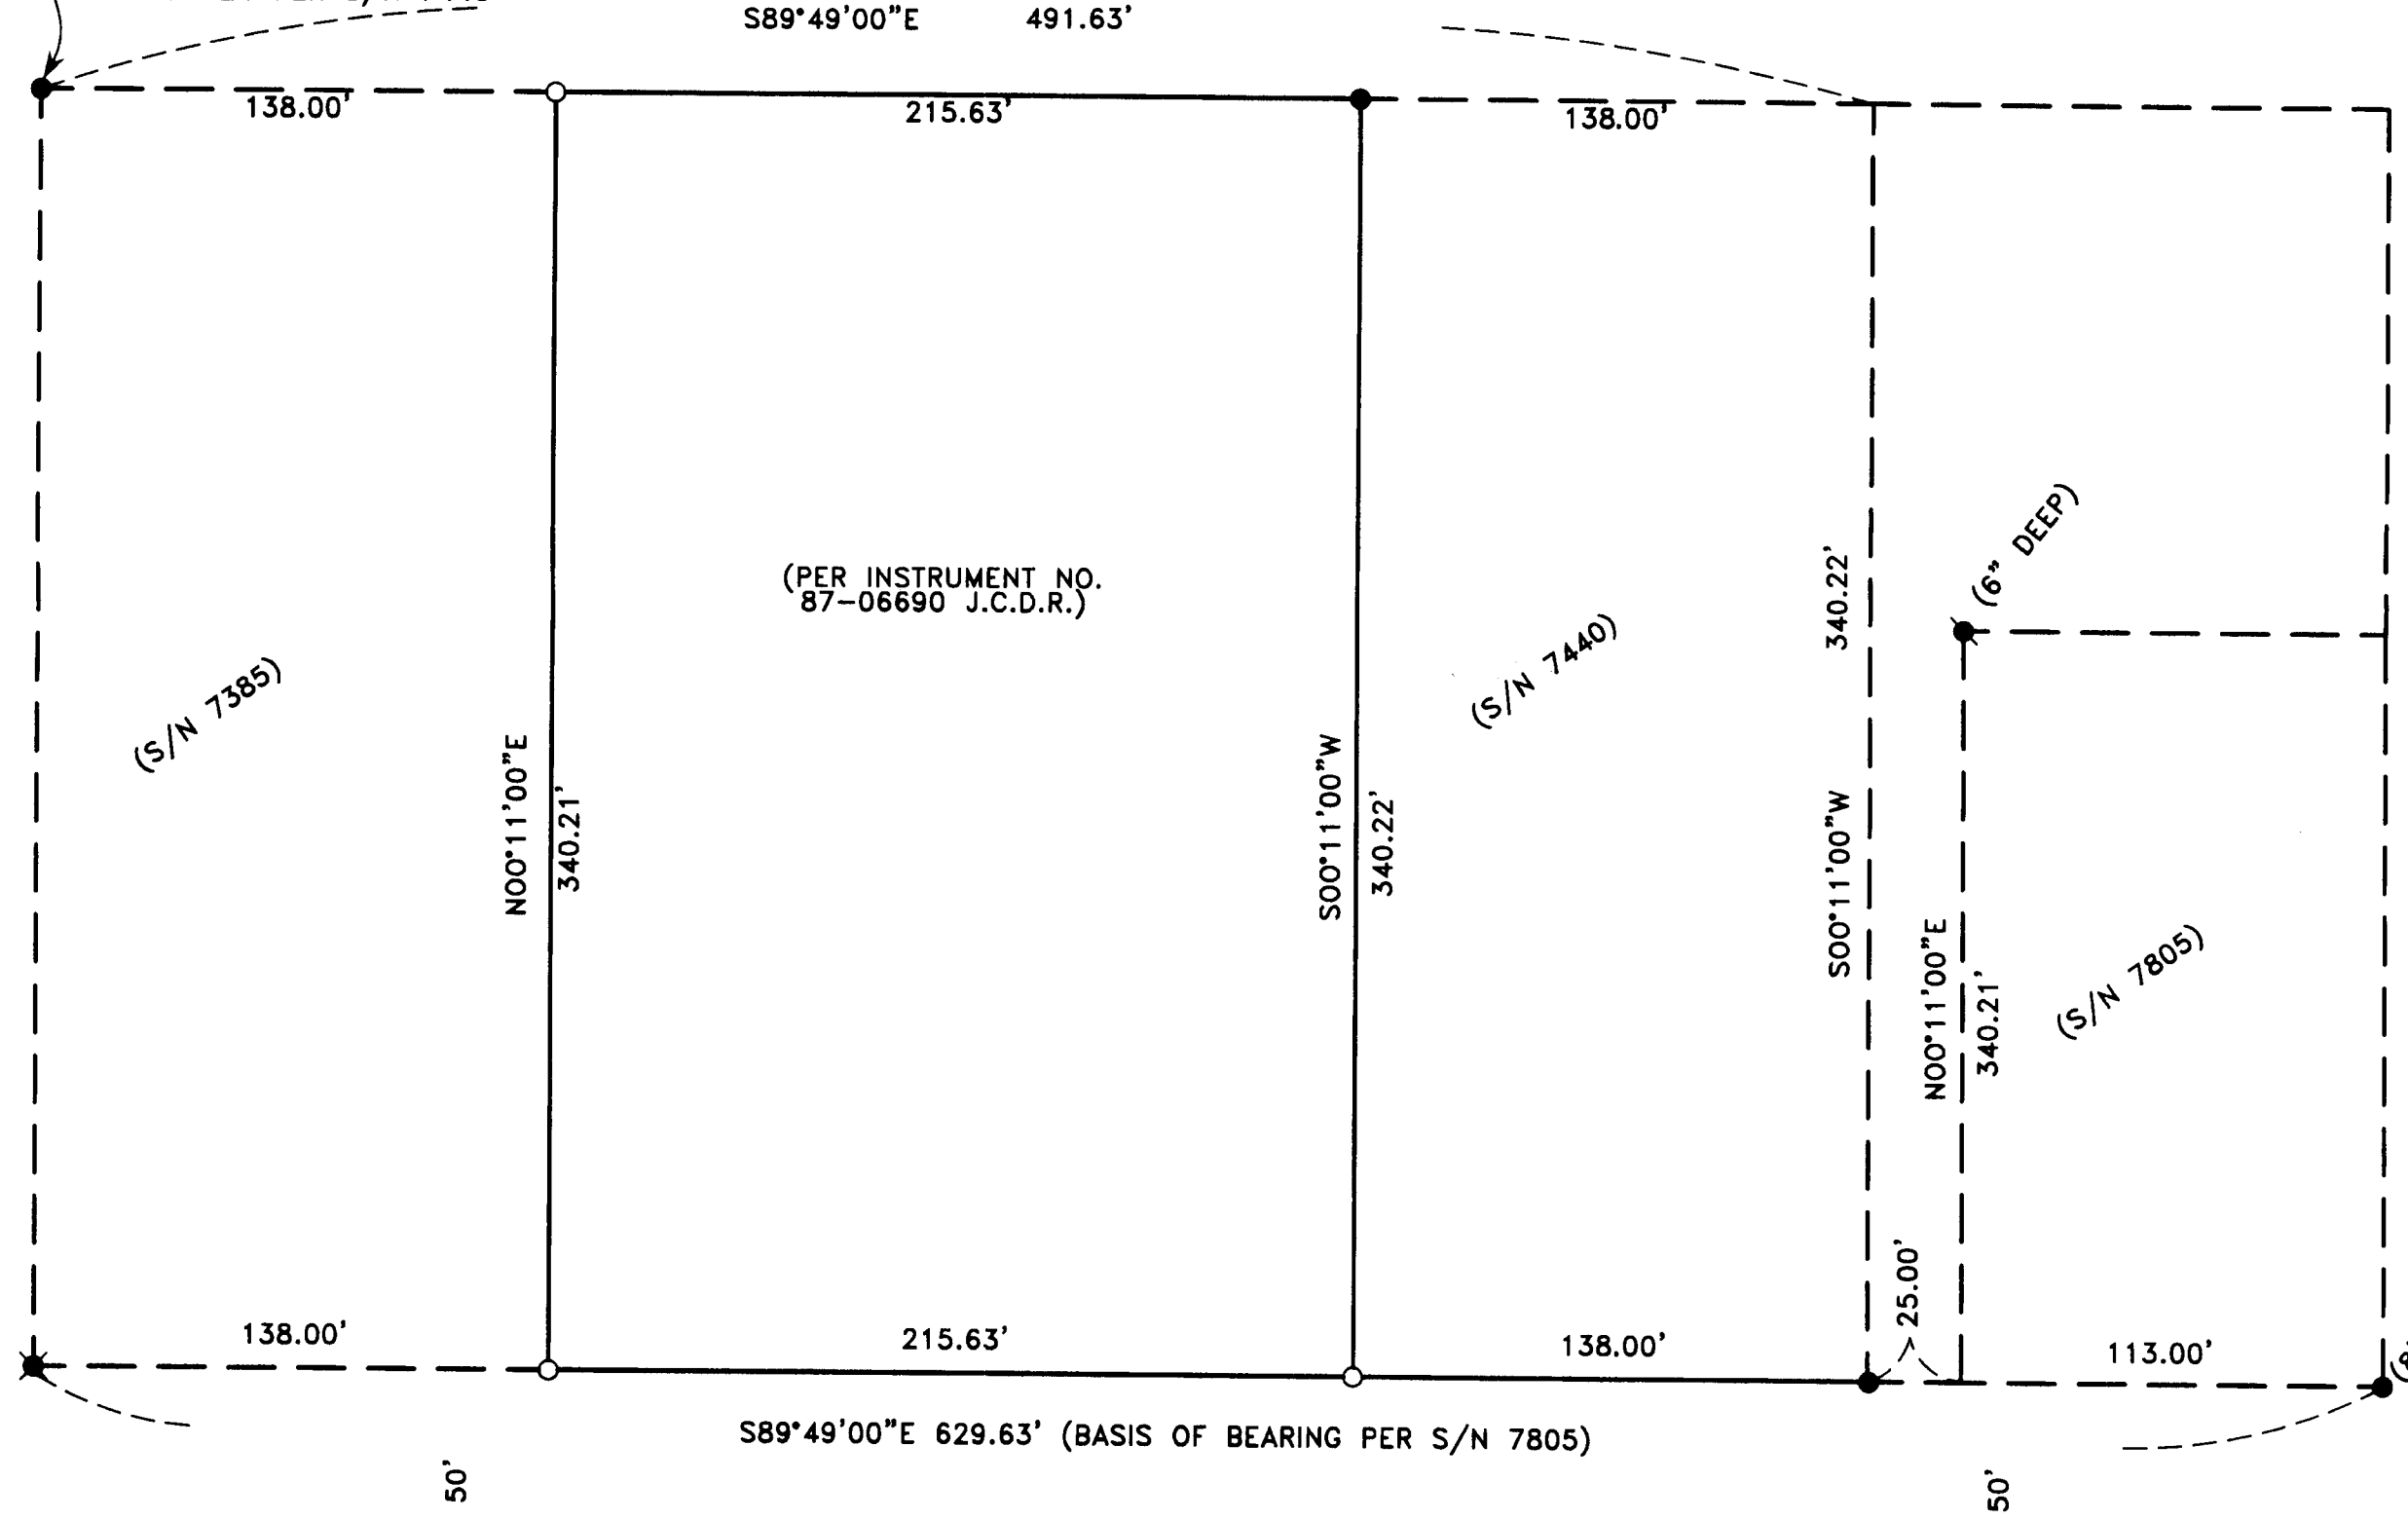 S89°49'00"E 491.63'
138.00'
215.63'
138.00'
(6" DEEP)
340.22'
(PER INSTRUMENT NO.
87-06690 J.C.D.R.)
(S/N 7385)
(S/N 7440)
N00°11'00"E
340.21'
S00°11'00"W
340.22'
S00°11'00"W
N00°11'00"E
340.21'
(S/N 7805)
25.00'
138.00'
215.63'
138.00'
113.00'
S89°49'00"E 629.63' (BASIS OF BEARING PER S/N 7805)
50'
50'